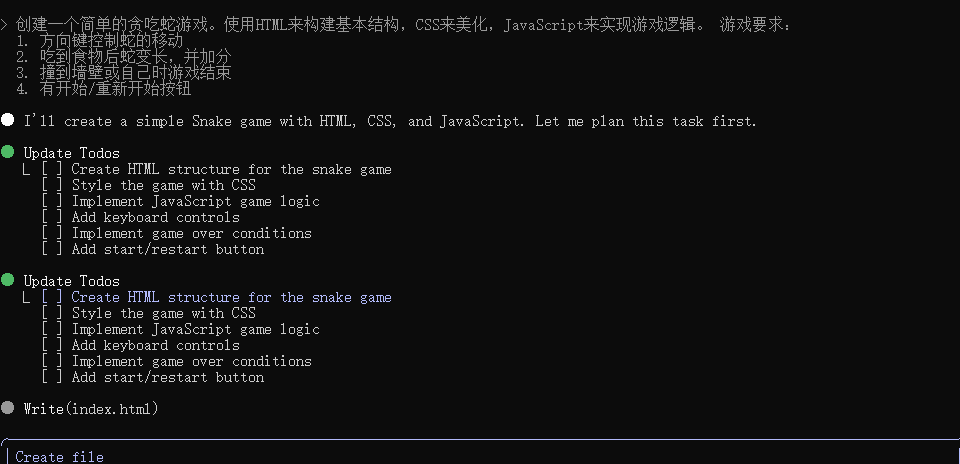 > 创建一个简单的贪吃蛇游戏。使用HTML来构建基本结构，CSS来美化，JavaScript来实现游戏逻辑。 游戏要求：
1. 方向键控制蛇的移动
2. 吃到食物后蛇变长，并加分
3. 撞到墙壁或自己时游戏结束
4. 有开始/重新开始按钮
I'll create a simple Snake game with HTML, CSS, and JavaScript. Let me plan this task first.
Update Todos
[ ] Create HTML structure for the snake game
[ ] Style the game with CSS
[ ] Implement JavaScript game logic
[ ] Add keyboard controls
[ ] Implement game over conditions
[ ] Add start/restart button
Update Todos
[ ] Create HTML structure for the snake game
[ ] Style the game with CSS
[ ] Implement JavaScript game logic
[ ] Add keyboard controls
[ ] Implement game over conditions
[ ] Add start/restart button
Write(index.html)
Create file